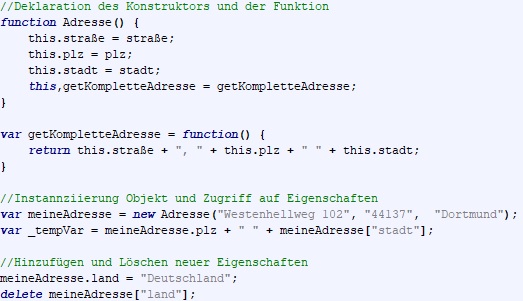 //Deklaration des Konstruktors und der Funktion
function Adresse() {
this.straße = straße;
this.plz = plz;
this.stadt = stadt;
this,getKompletteAdresse = getKompletteAdresse;
}
var getKompletteAdresse = function() {
return this.straße + ", " + this.plz + " " + this.stadt;
}
//Instannziierung Objekt und Zugriff auf Eigenschaften
var meineAdresse = new Adresse("Westenhellweg 102", "44137", "Dortmund");
var _tempVar = meineAdresse.plz + " " + meineAdresse["stadt"];
//Hinzufügen und Löschen neuer Eigenschaften
meineAdresse.land = "Deutschland";
delete meineAdresse["land"];